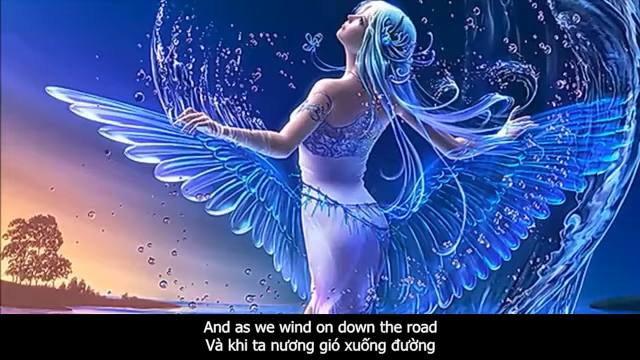 And as we wind on down the road
Và khi ta nương gió xuống đường